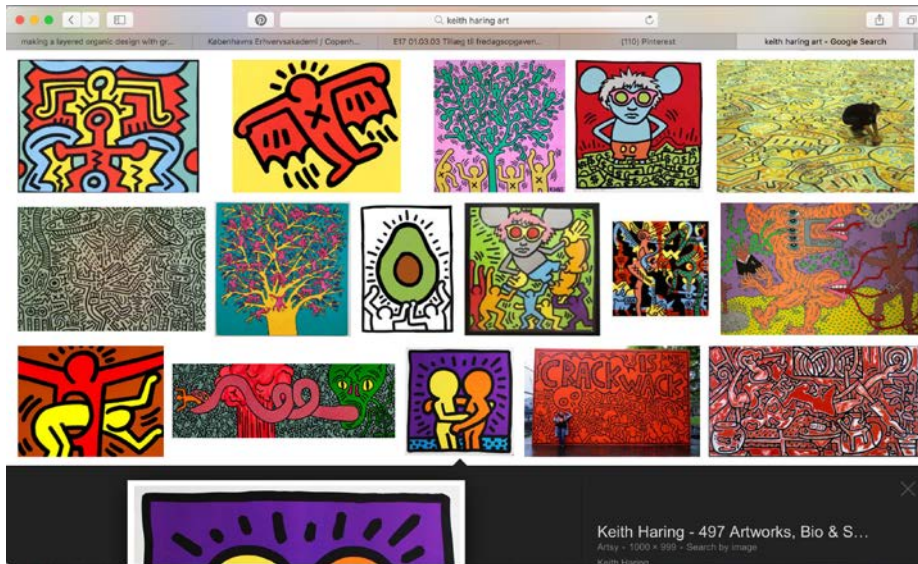 keith haring art
making a layered organic design with gr...
Københavns Erhvervsakademi | Copenh...
E17 01.03.03 Tillæg til fredagsopgaven...
(110) Pinterest
keith haring art - Google Search
CRACK IS
WACK
Keith Haring - 497 Artworks, Bio & S...
Artsy - 1000 × 999 - Search by image
Keith Haring